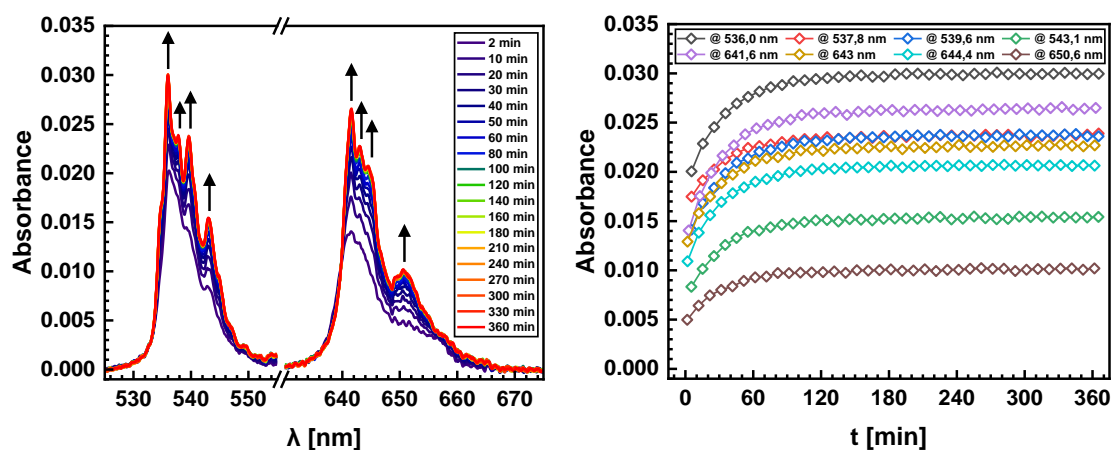 0.035
0.030
0.025
0.020
0.015
0.010
0.005
0.000
Absorbance
530 540 550 640 650 660 670
λ [nm]
2 min
10 min
20 min
30 min
40 min
50 min
60 min
80 min
100 min
120 min
140 min
160 min
180 min
210 min
240 min
270 min
300 min
330 min
360 min
0.035
0.030
0.025
0.020
0.015
0.010
0.005
0.000
Absorbance
@ 536,0 nm @ 537,8 nm @ 539,6 nm @ 543,1 nm
@ 641,6 nm @ 643 nm @ 644,4 nm @ 650,6 nm
0 60 120 180 240 300 360
t [min]